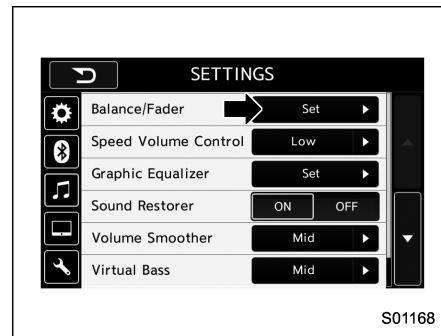 SETTINGS
Balance/Fader Set
Speed Volume Control Low
Graphic Equalizer Set
Sound Restorer ON OFF
Volume Smoother Mid
Virtual Bass Mid
S01168